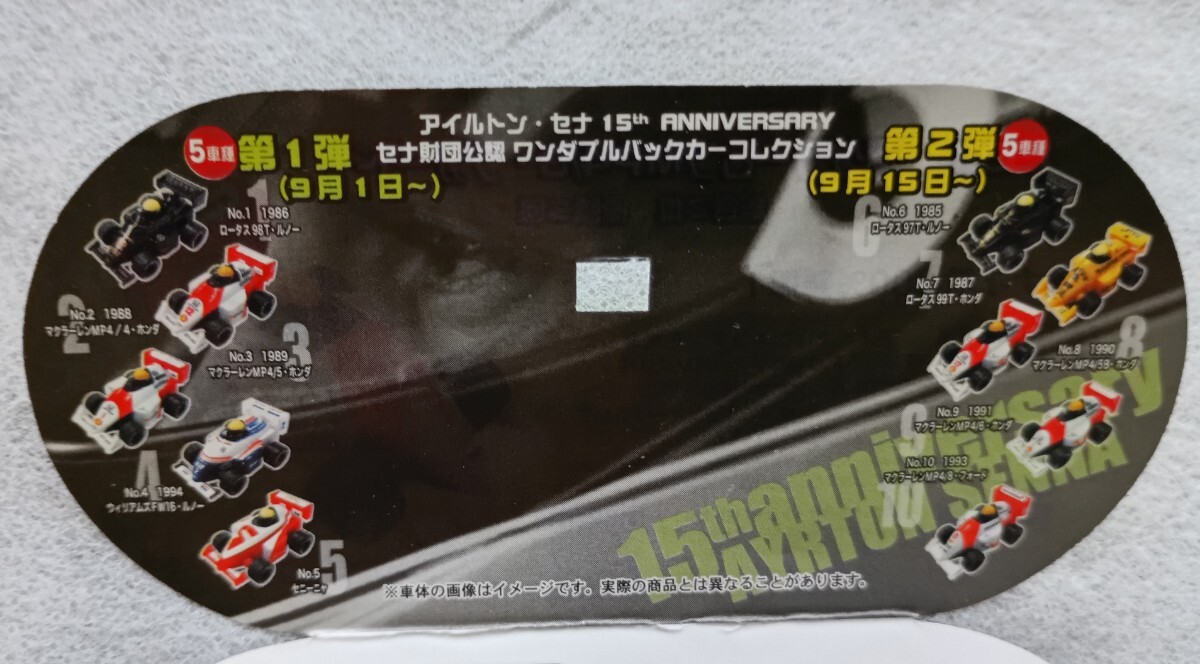 アイルトン・セナ 15th ANNIVERSARY
セナ財団公認 ワンダプルバックカーコレクション
5車種 第1弾
(9月1日~)
1
No.1 1986
ロータス98T・ルノー
2
No.2 1988
マクラーレンMP4/4・ホンダ
3
No.3 1989
マクラーレンMP4/5・ホンダ
4
No.4 1994
ウィリアムズFW16・ルノー
5
No.5
セニーニャ
第2弾 5車種
(9月15日~)
6
No.6 1985
ロータス97T・ルノー
7
No.7 1987
ロータス99T・ホンダ
8
No.8 1990
マクラーレンMP4/5B・ホンダ
9
No.9 1991
マクラーレンMP4/6・ホンダ
10
No.10 1993
マクラーレンMP4/8・フォード
15th anniversary
AYRTON SENNA
※車体の画像はイメージです。実際の商品とは異なることがあります。